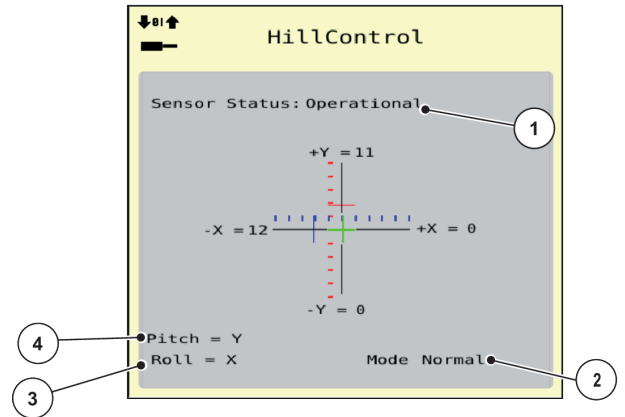 HillControl
Sensor Status: Operational
1
+Y = 11
-X = 12
+X = 0
-Y = 0
4
Pitch = Y
Roll = X
Mode Normal
2
3